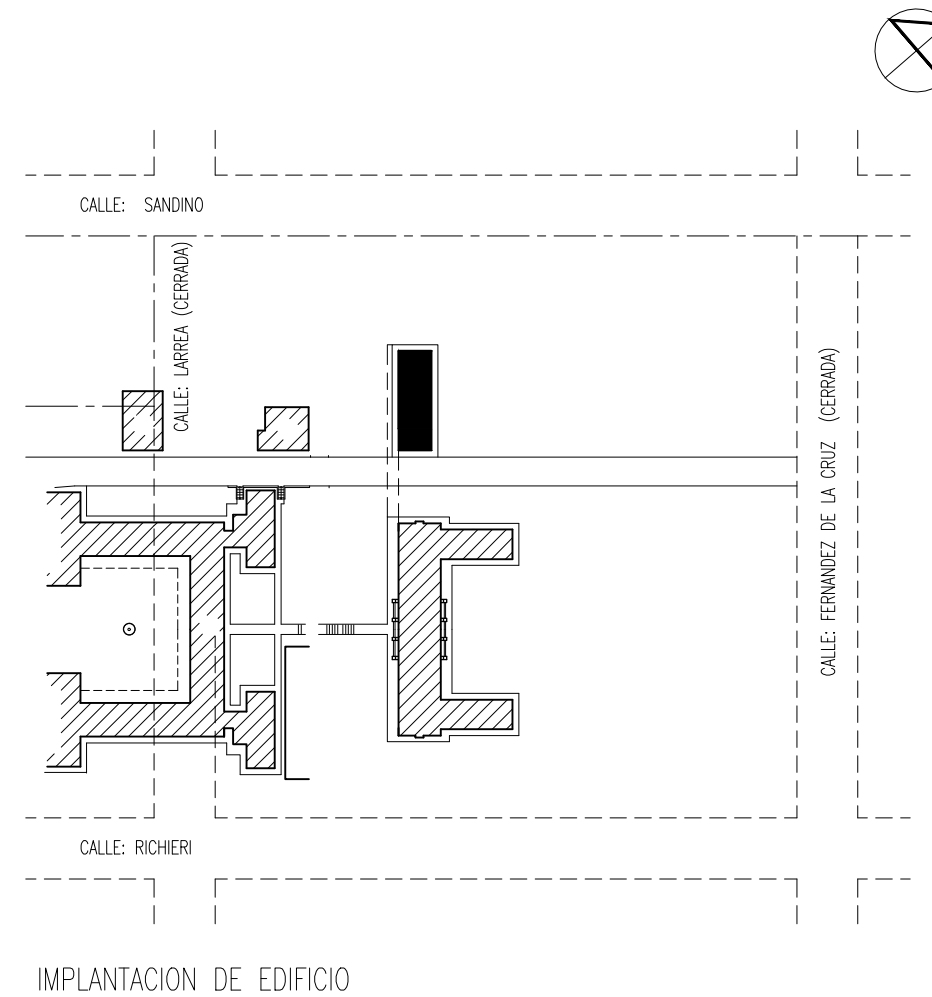 CALLE: SANDINO
CALLE: LARREA (CERRADA)
CALLE: FERNANDEZ DE LA CRUZ (CERRADA)
CALLE: RICHIERI
IMPLANTACION DE EDIFICIO